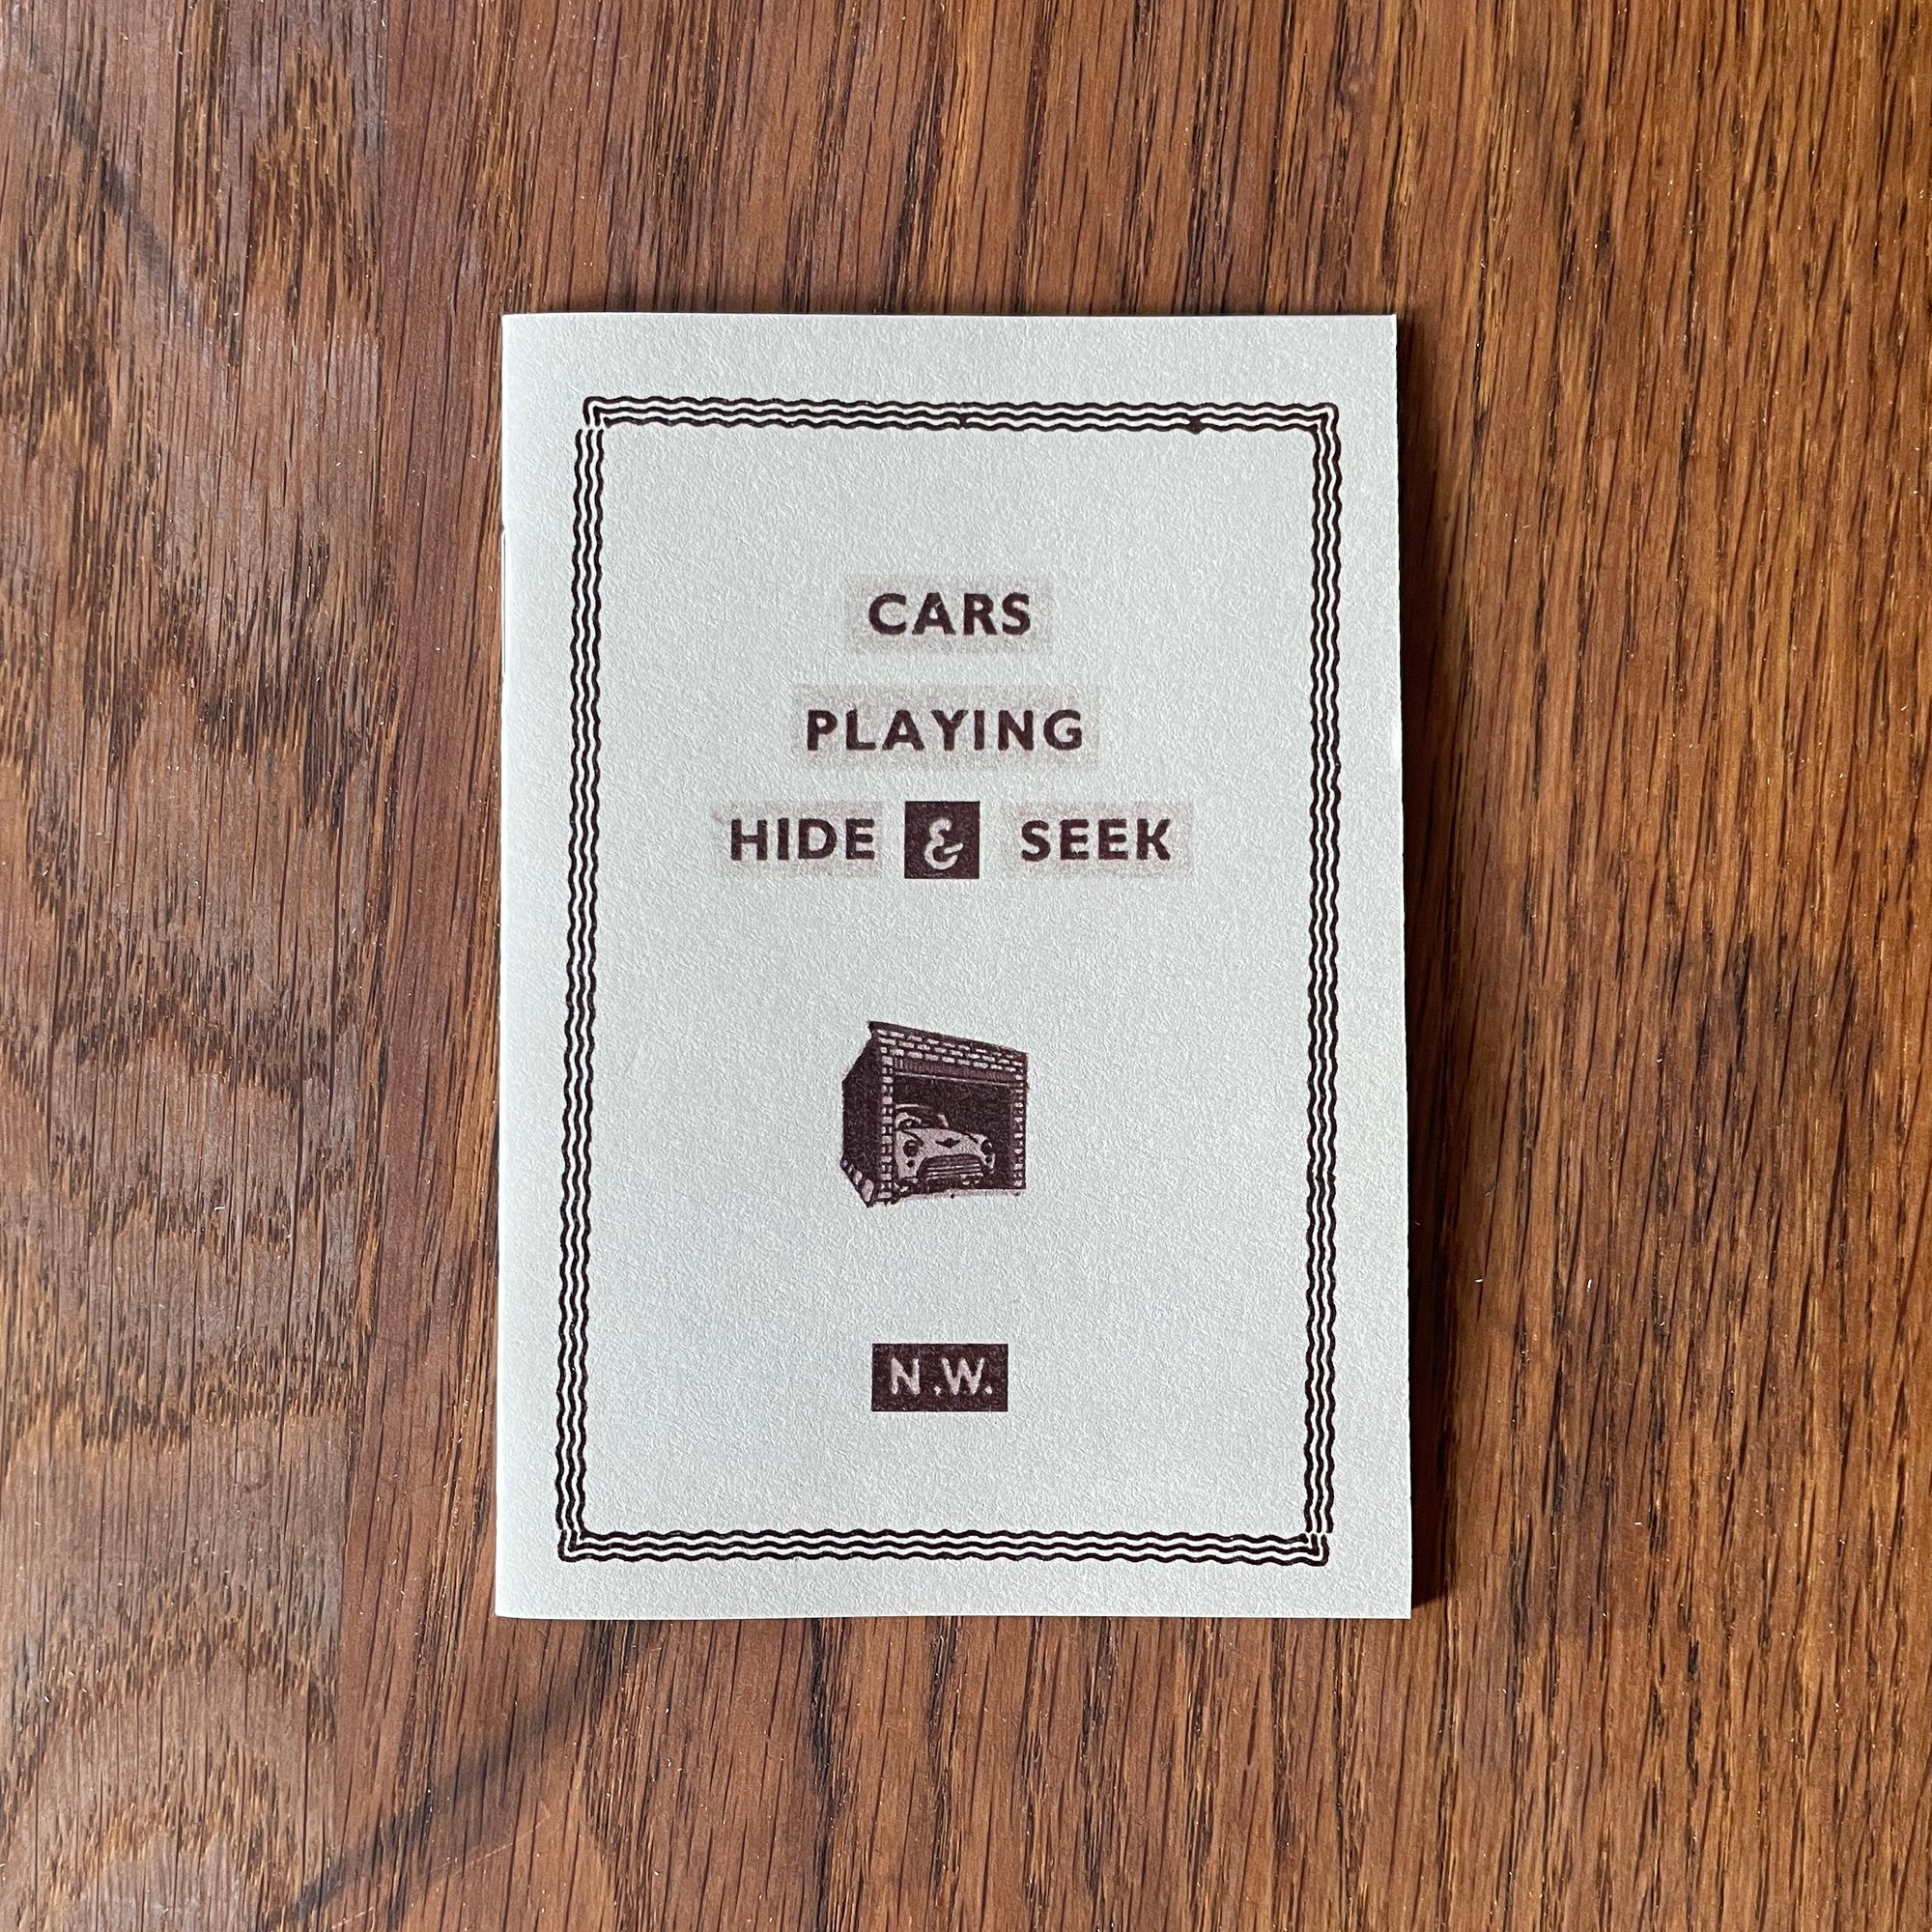 CARS
PLAYING
HIDE & SEEK
N.W.